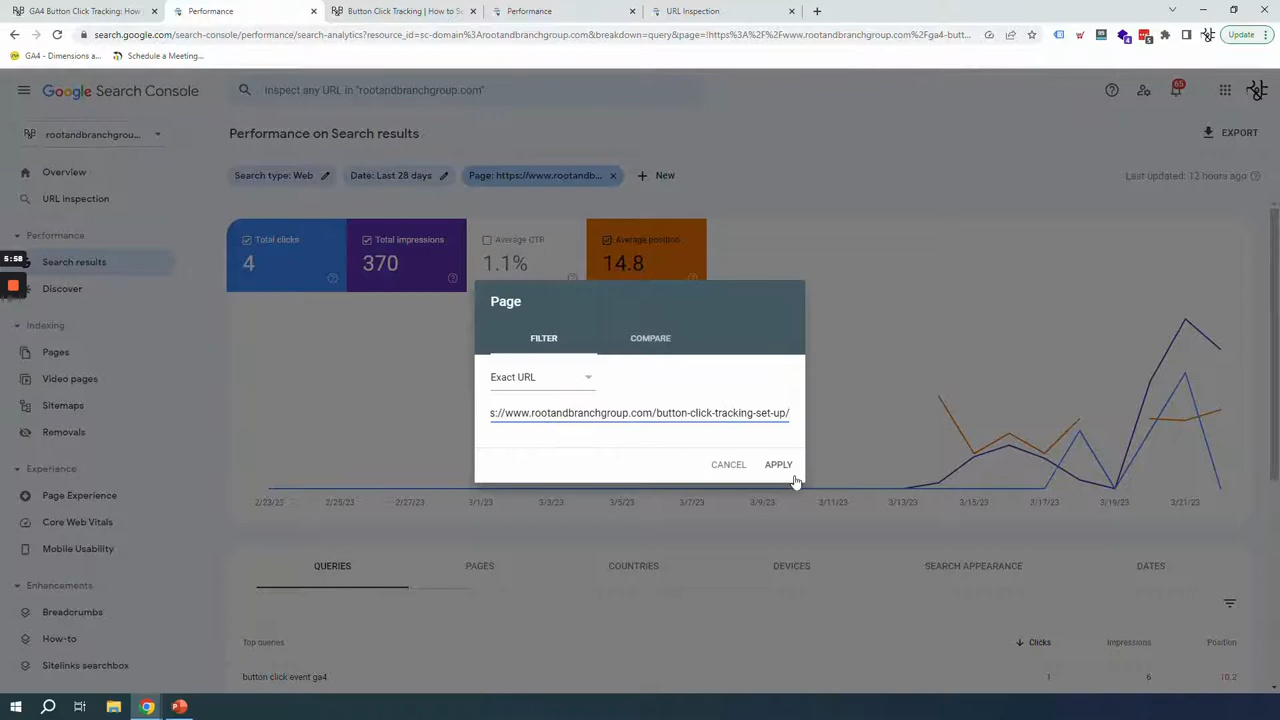 GA4 Button Click Tracking: How
Performance
Button Click Tracking | How to S
Performance
URL Inspection
search.google.com/search-console/performance/search-analytics?resource_id=sc-domain%3Arootandbranchgroup.com&breakdown=query&page=!https%3A%2F%2Fwww.rootandbranchgroup.com%2Fga4-butt...
Update
GA4 - Dimensions a...
Schedule a Meeting...
Google Search Console
Inspect any URL in "rootandbranchgroup.com"
65
rootandbranchgrou...
Performance on Search results
EXPORT
Overview
Search type: Web
Date: Last 28 days
Page: https://www.rootandb...
New
Last updated: 12 hours ago
URL inspection
Performance
Total clicks
4
Total impressions
370
Average CTR
1.1%
Average position
14.8
5:58
Search results
Discover
Indexing
Pages
Video pages
Sitemaps
Removals
Experience
Page Experience
Core Web Vitals
Mobile Usability
Enhancements
Breadcrumbs
How-to
Sitelinks searchbox
Page
FILTER
COMPARE
Exact URL
s://www.rootandbranchgroup.com/button-click-tracking-set-up/
CANCEL
APPLY
2/23/23
2/25/23
2/27/23
3/1/23
3/3/23
3/5/23
3/7/23
3/9/23
3/11/23
3/13/23
3/15/23
3/17/23
3/19/23
3/21/23
QUERIES
PAGES
COUNTRIES
DEVICES
SEARCH APPEARANCE
DATES
Top queries
Clicks
Impressions
Position
button click event ga4
1
6
10.2